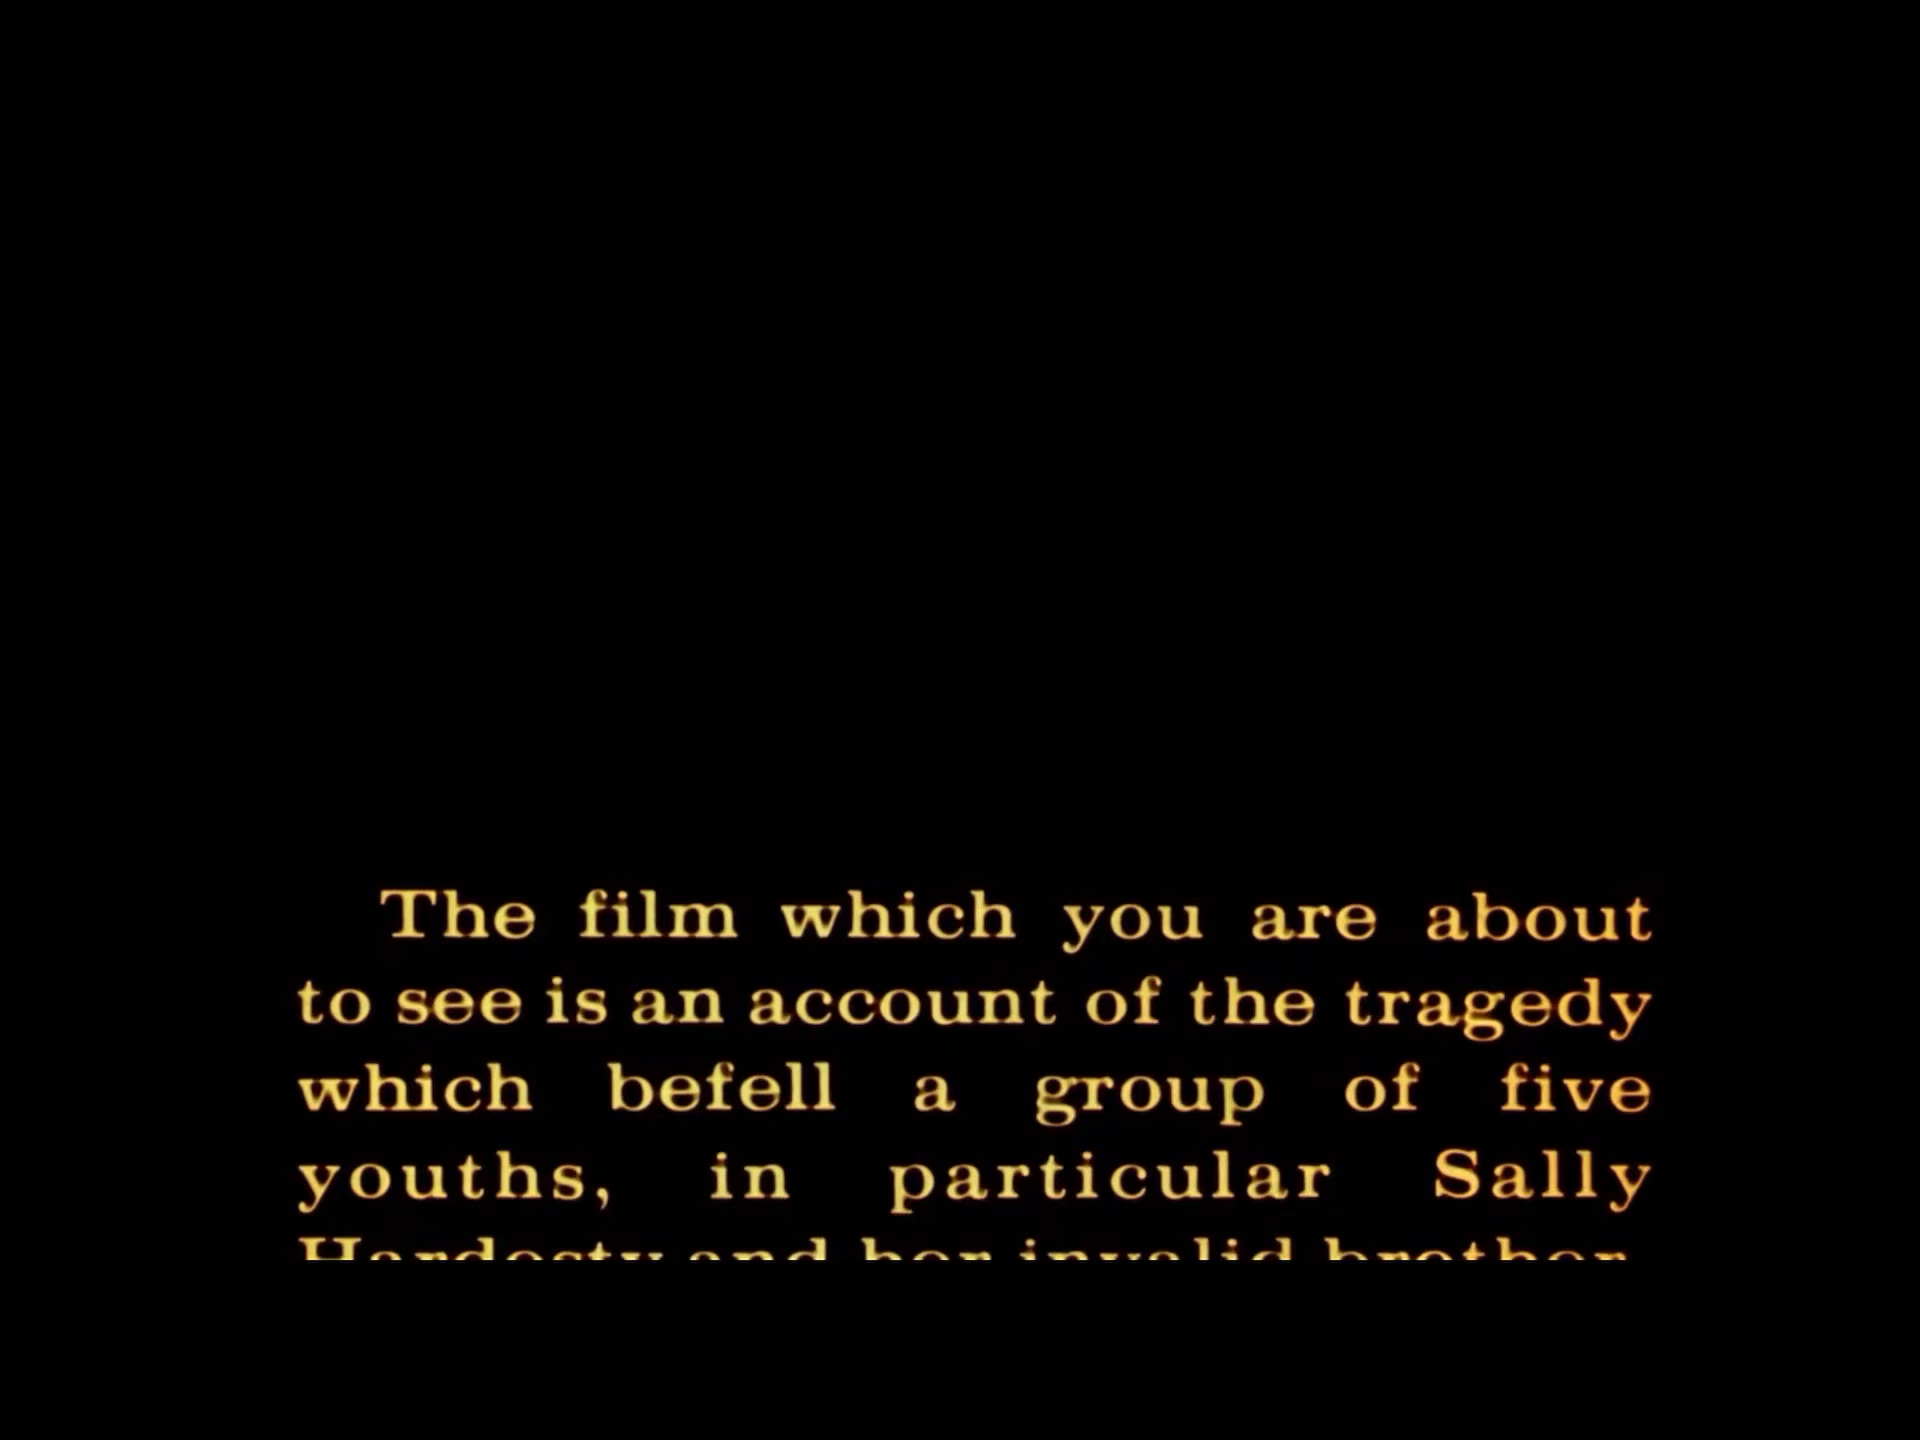 The film which you are about
to see is an account of the tragedy
which befell a group of five
youths, in particular Sally
Hardesty and her invalid brother,